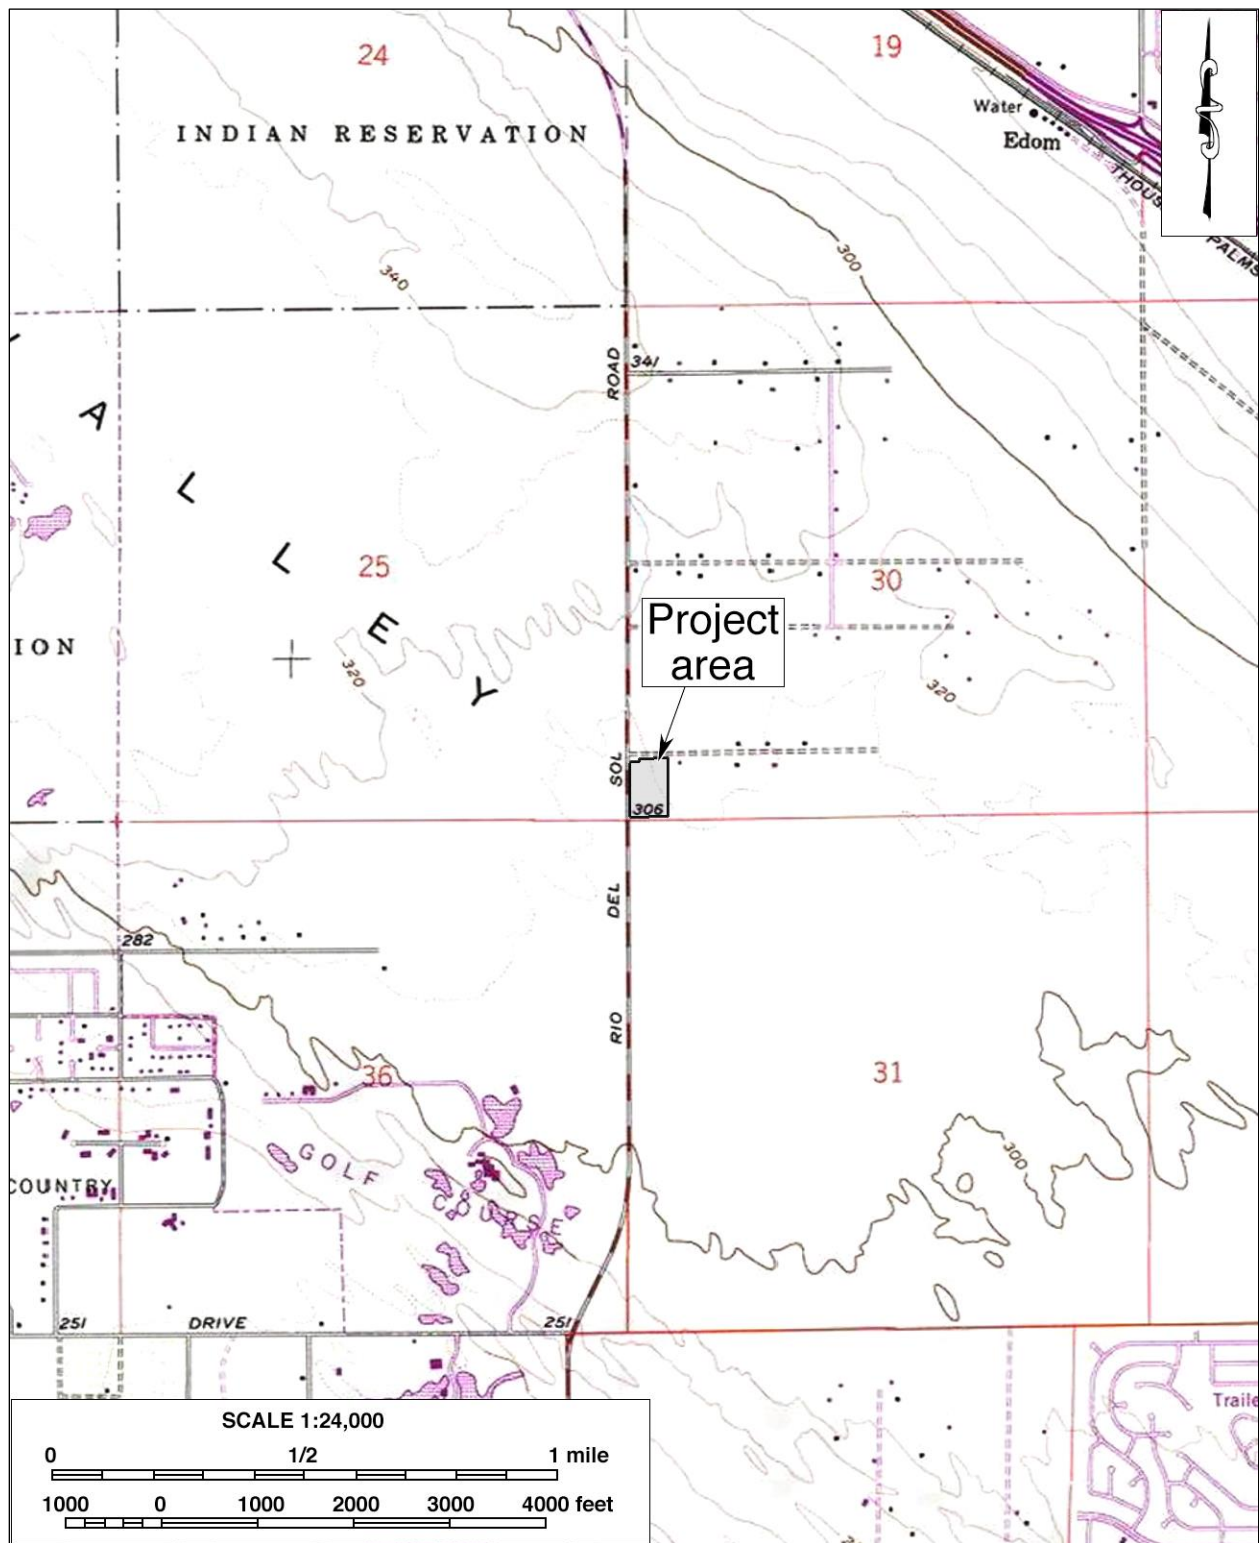 24
19
INDIAN RESERVATION
Water
Edom
THOUS
PALMS
340
300
ROAD
341
A
L
L
E
Y
25
30
ION
Project
area
320
320
SOL
306
DEL
282
RIO
36
31
GOLF
COURSE
300
COUNTRY
251
DRIVE
251
Traile
SCALE 1:24,000
0 1/2 1 mile
1000 0 1000 2000 3000 4000 feet